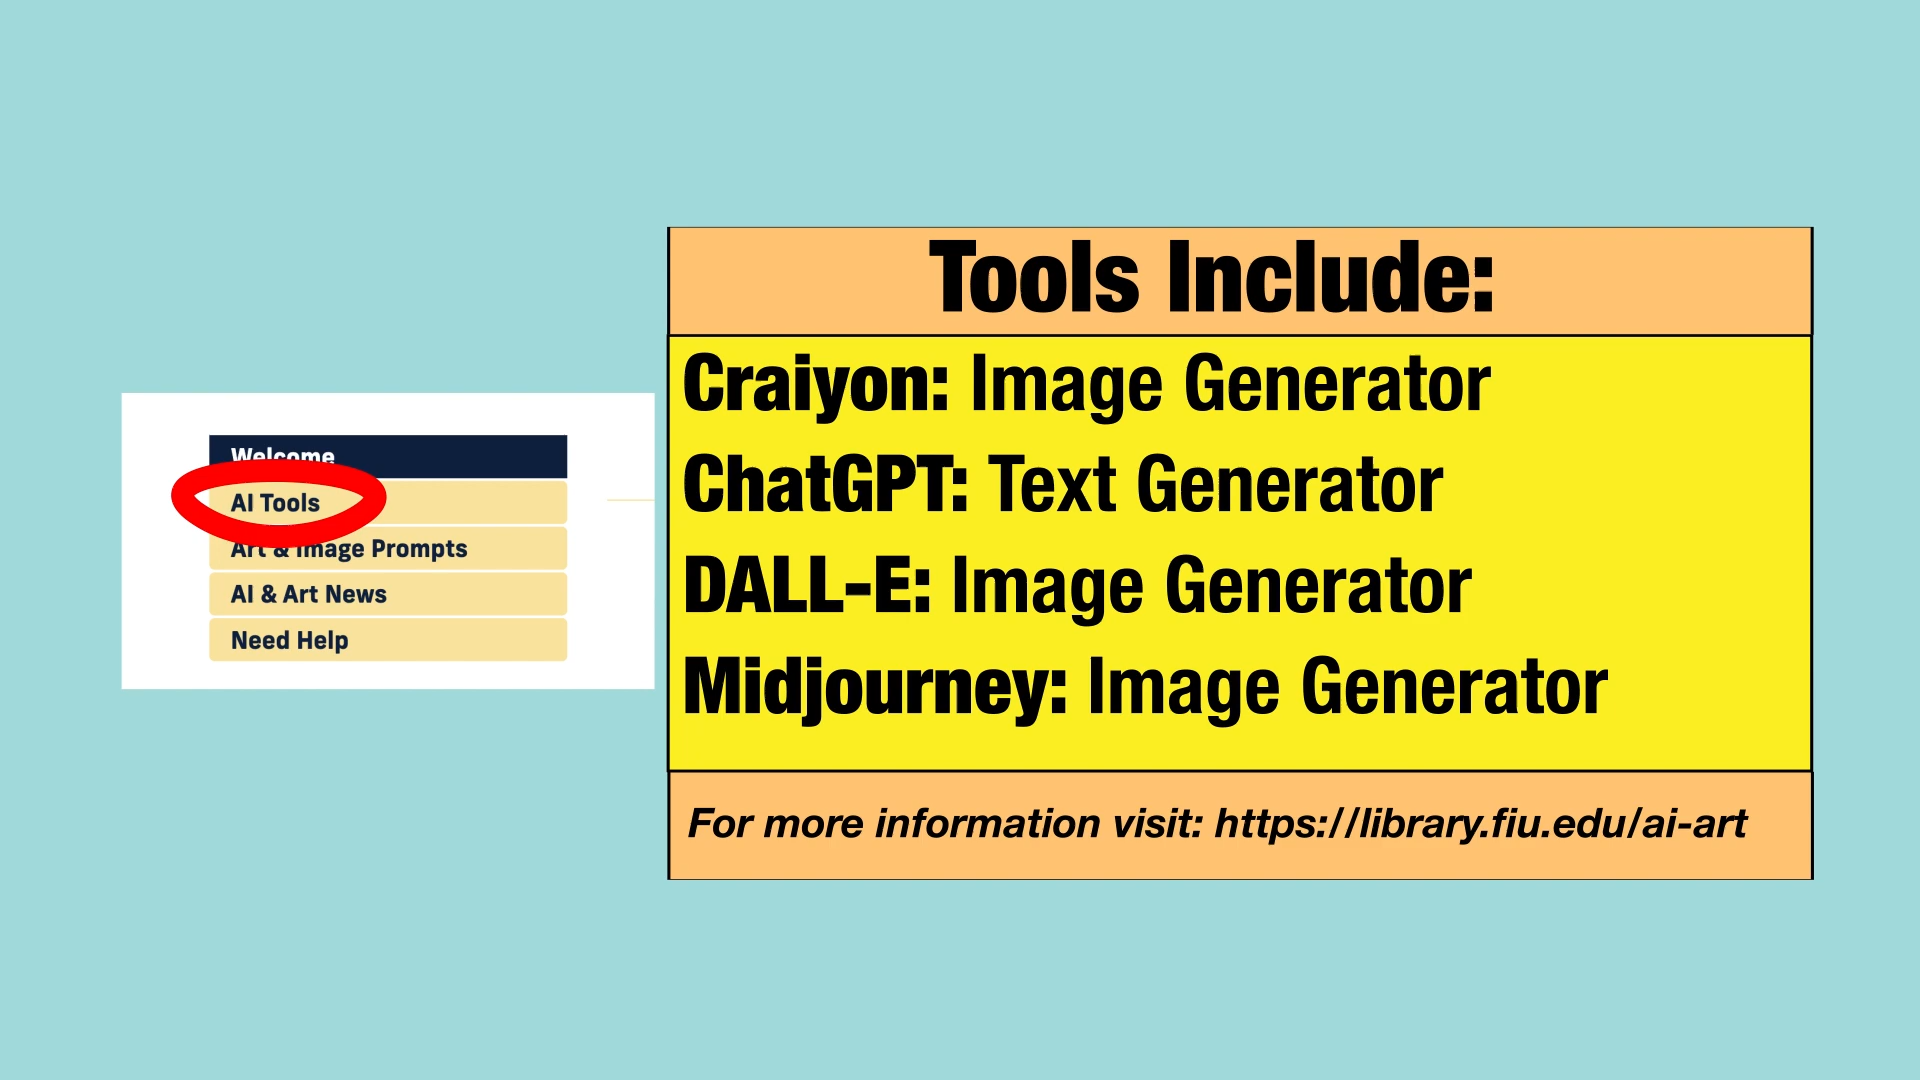 Welcome
AI Tools
Art & Image Prompts
AI & Art News
Need Help
Tools Include:
Craiyon: Image Generator
ChatGPT: Text Generator
DALL-E: Image Generator
Midjourney: Image Generator
For more information visit: https://library.fiu.edu/ai-art